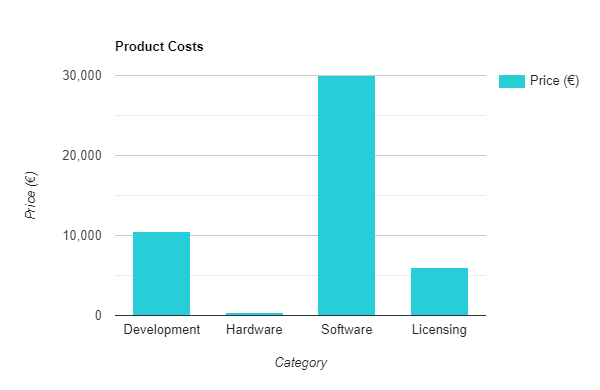 Product Costs
30,000
20,000
10,000
0
Price (€)
Development
Hardware
Software
Licensing
Category
Price (€)